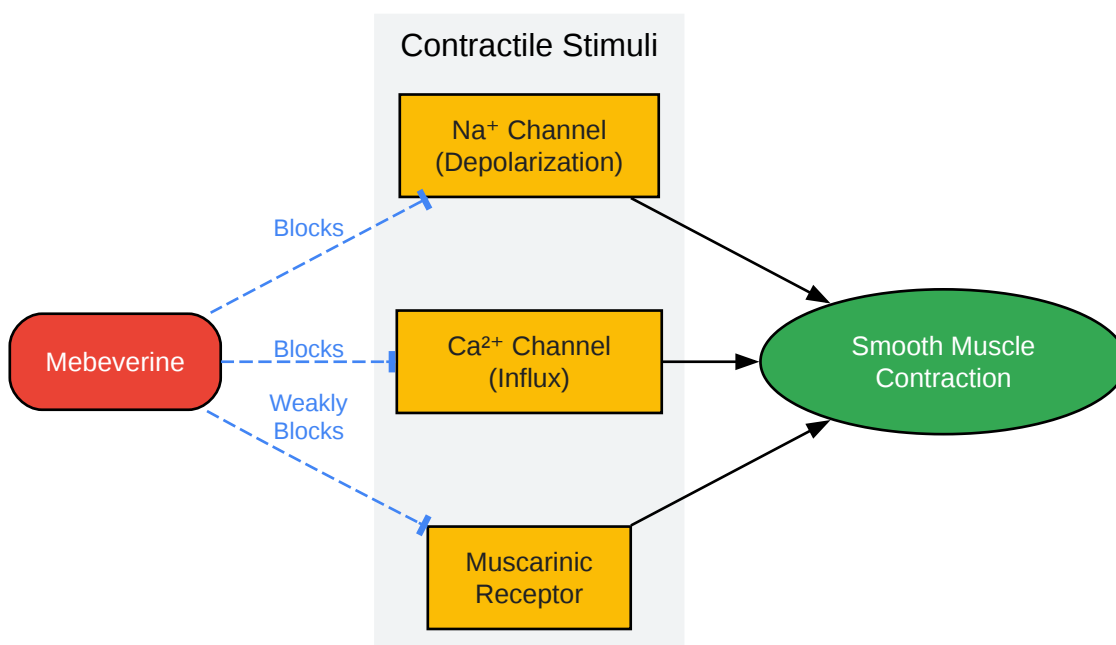 Contractile Stimuli
Na⁺ Channel
(Depolarization)
Blocks
Mebeverine
Blocks
Ca²⁺ Channel
(Influx)
Smooth Muscle
Contraction
Weakly
Blocks
Muscarinic
Receptor